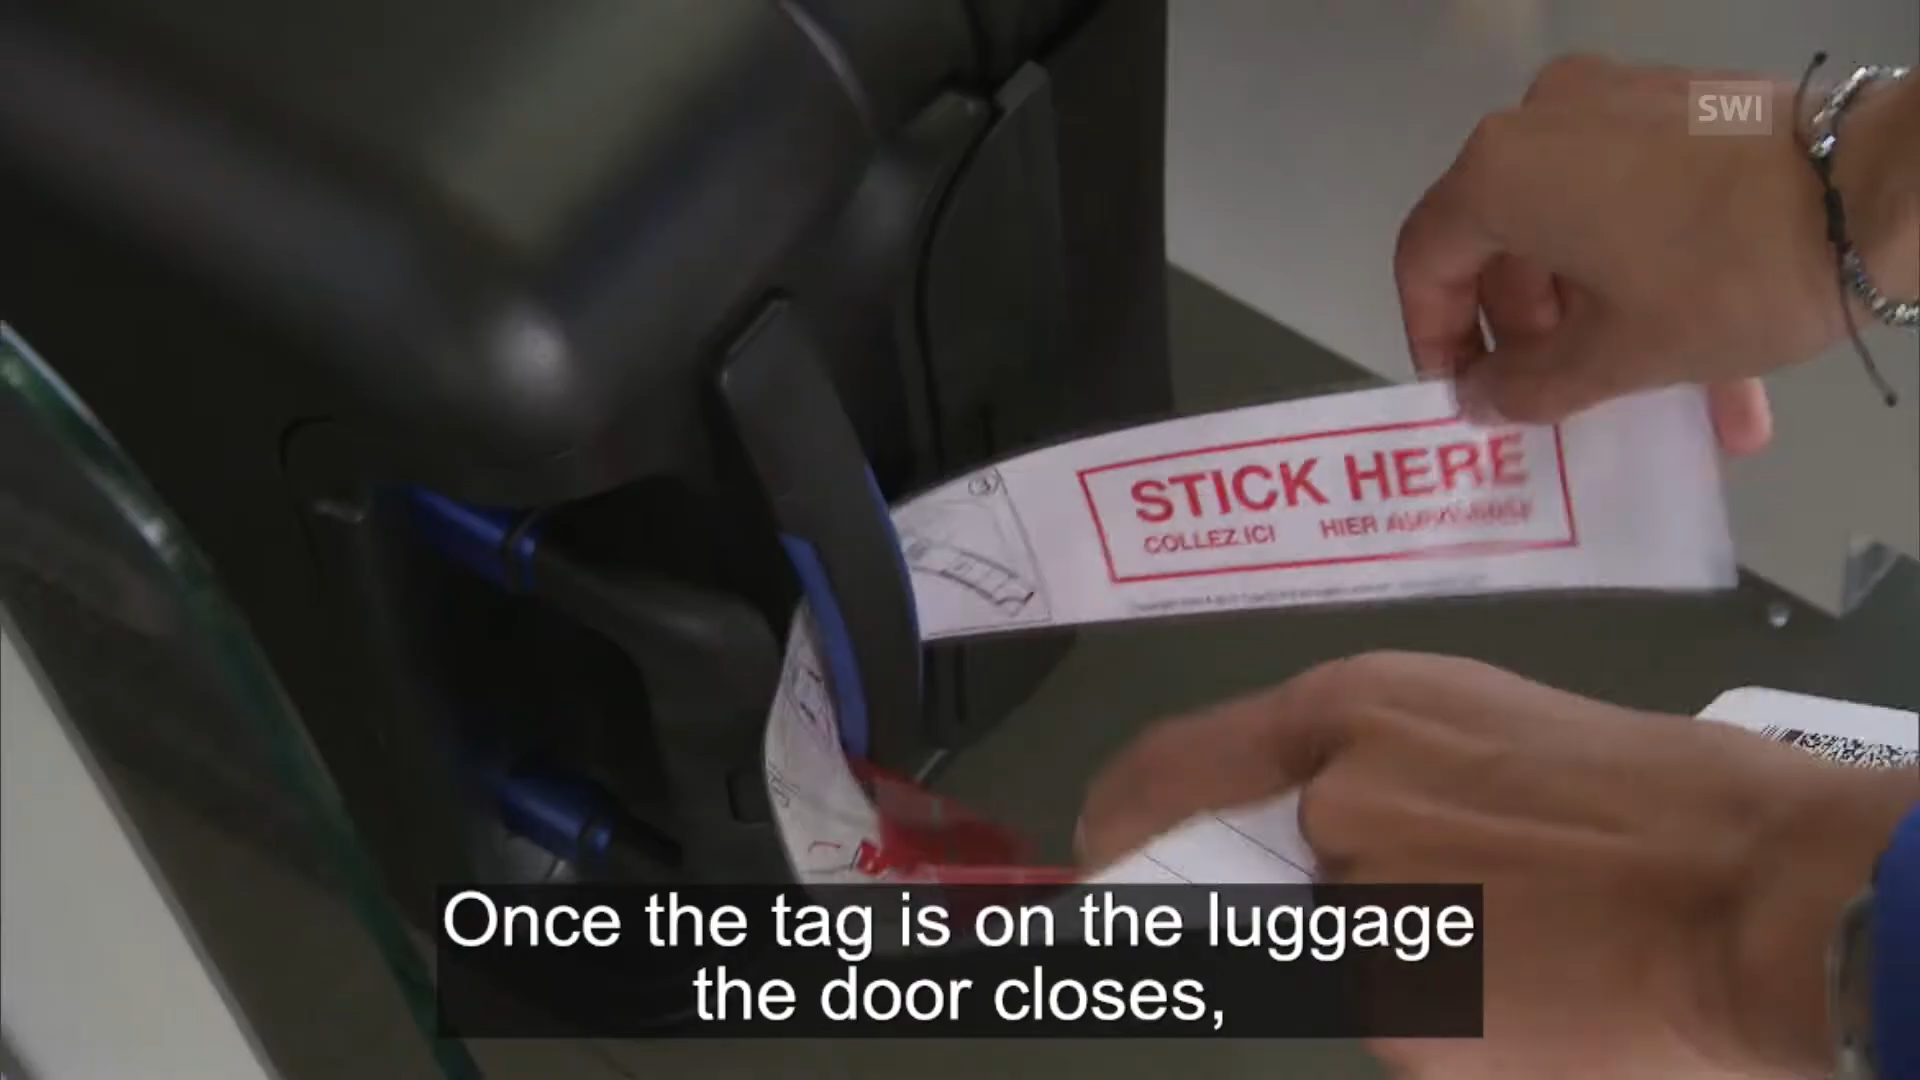 SWI
STICK HERE
COLLEZ ICI HIER
Once the tag is on the luggage
the door closes,